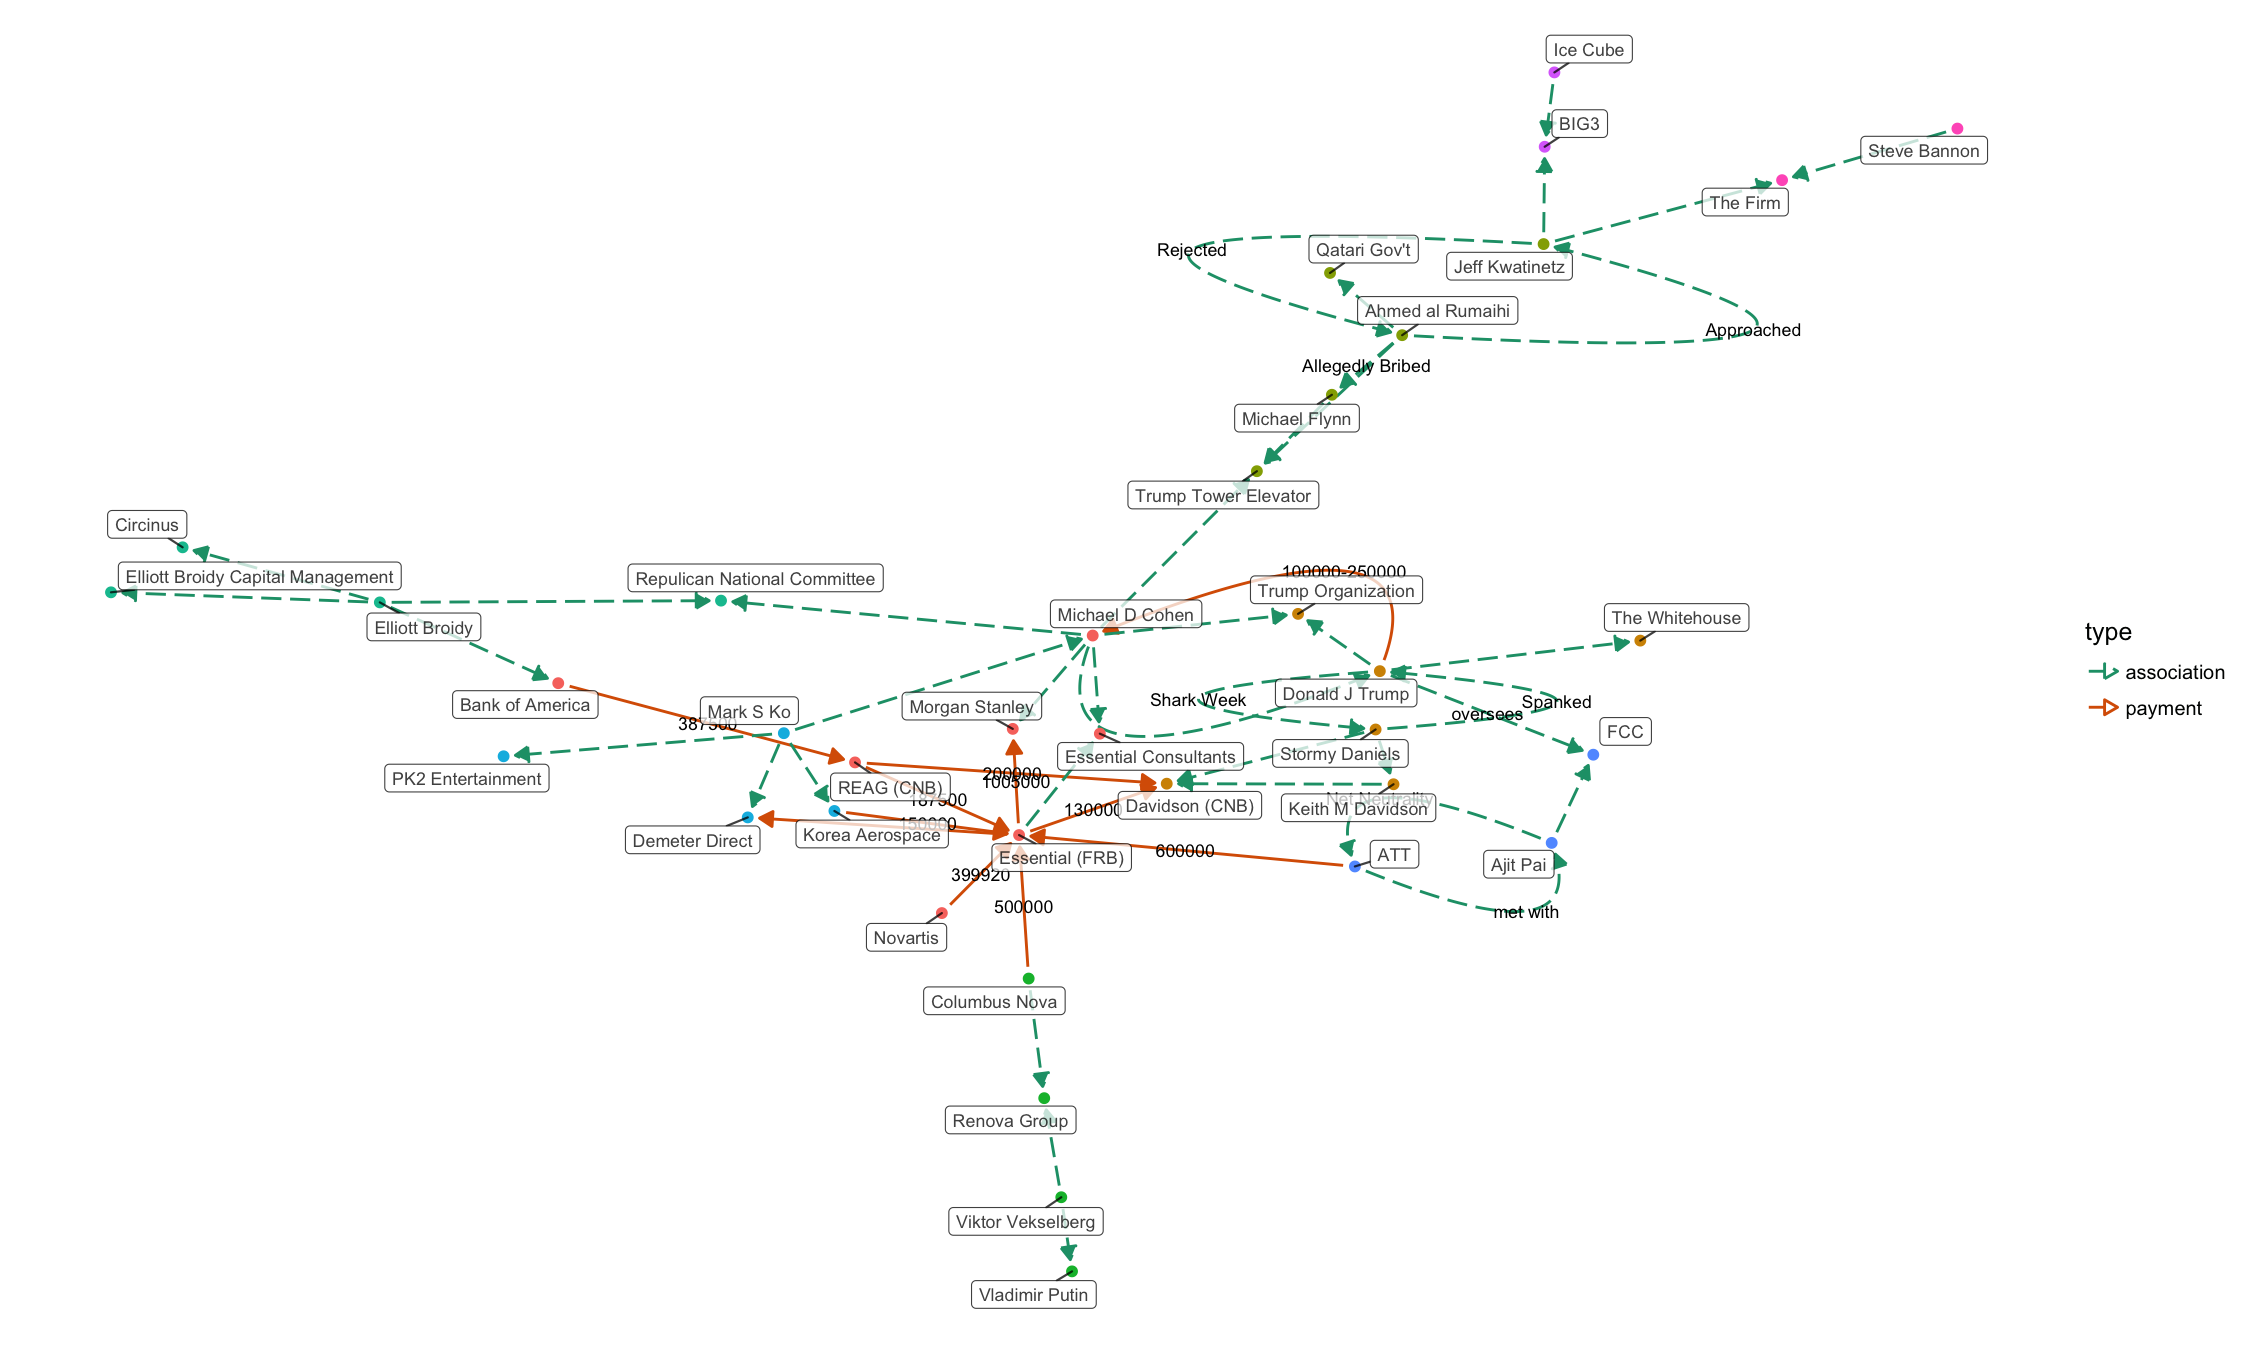 Ice Cube
BIG3
Steve Bannon
The Firm
Rejected
Qatari Gov't
Jeff Kwatinetz
Ahmed al Rumaihi
Approached
Allegedly Bribed
Michael Flynn
Trump Tower Elevator
Circinus
Elliott Broidy Capital Management
Repulican National Committee
100000-250000
Trump Organization
Michael D Cohen
The Whitehouse
Elliott Broidy
type
association
payment
Bank of America
Mark S Ko
387500
Morgan Stanley
Shark Week
Donald J Trump
Spanked
oversees
FCC
Essential Consultants
Stormy Daniels
PK2 Entertainment
200000
1005000
REAG (CNB)
187500
130000
Davidson (CNB)
Net Neutrality
Keith M Davidson
150000
Korea Aerospace
Demeter Direct
Essential (FRB)
600000
ATT
Ajit Pai
399920
500000
met with
Novartis
Columbus Nova
Renova Group
Viktor Vekselberg
Vladimir Putin